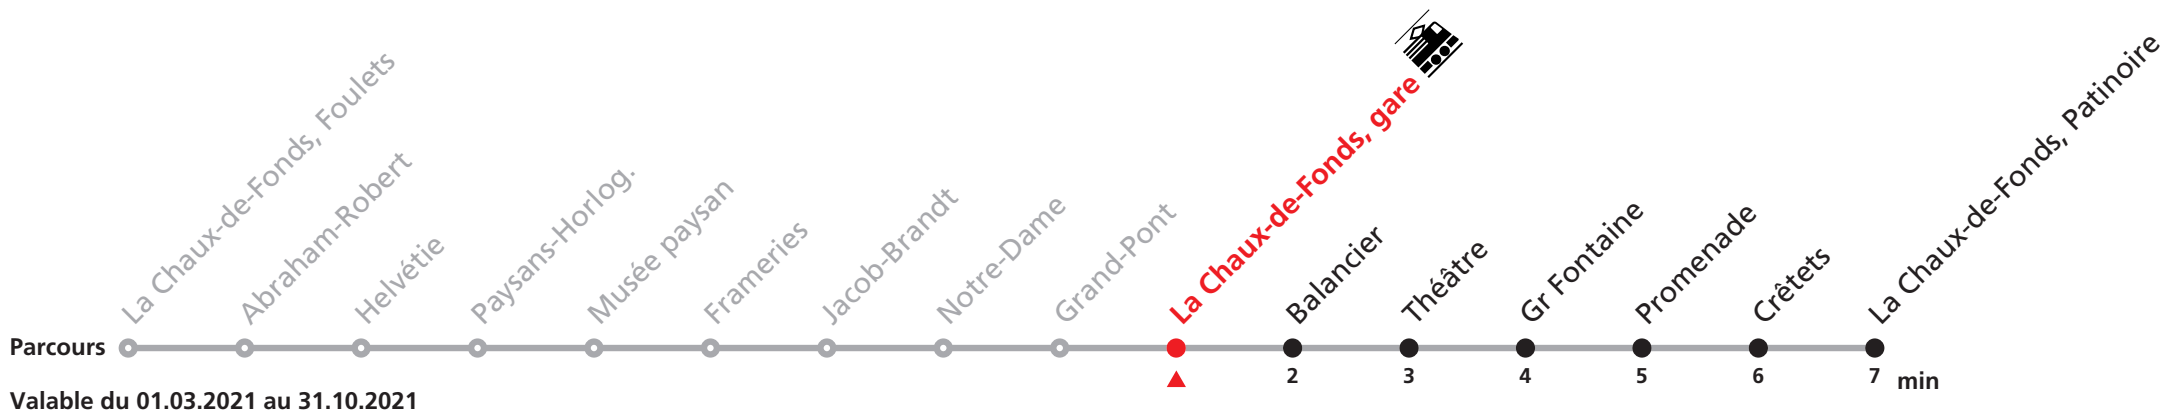 La Chaux-de-Fonds, Foulets
Abraham-Robert
Helvétie
Paysans-Horlog.
Musée paysan
Frameries
Jacob-Brandt
Notre-Dame
Grand-Pont
La Chaux-de-Fonds, gare
Balancier
Théâtre
Gr Fontaine
Promenade
Crêtets
La Chaux-de-Fonds, Patinoire
Parcours
2 3 4 5 6 7 min
Valable du 01.03.2021 au 31.10.2021